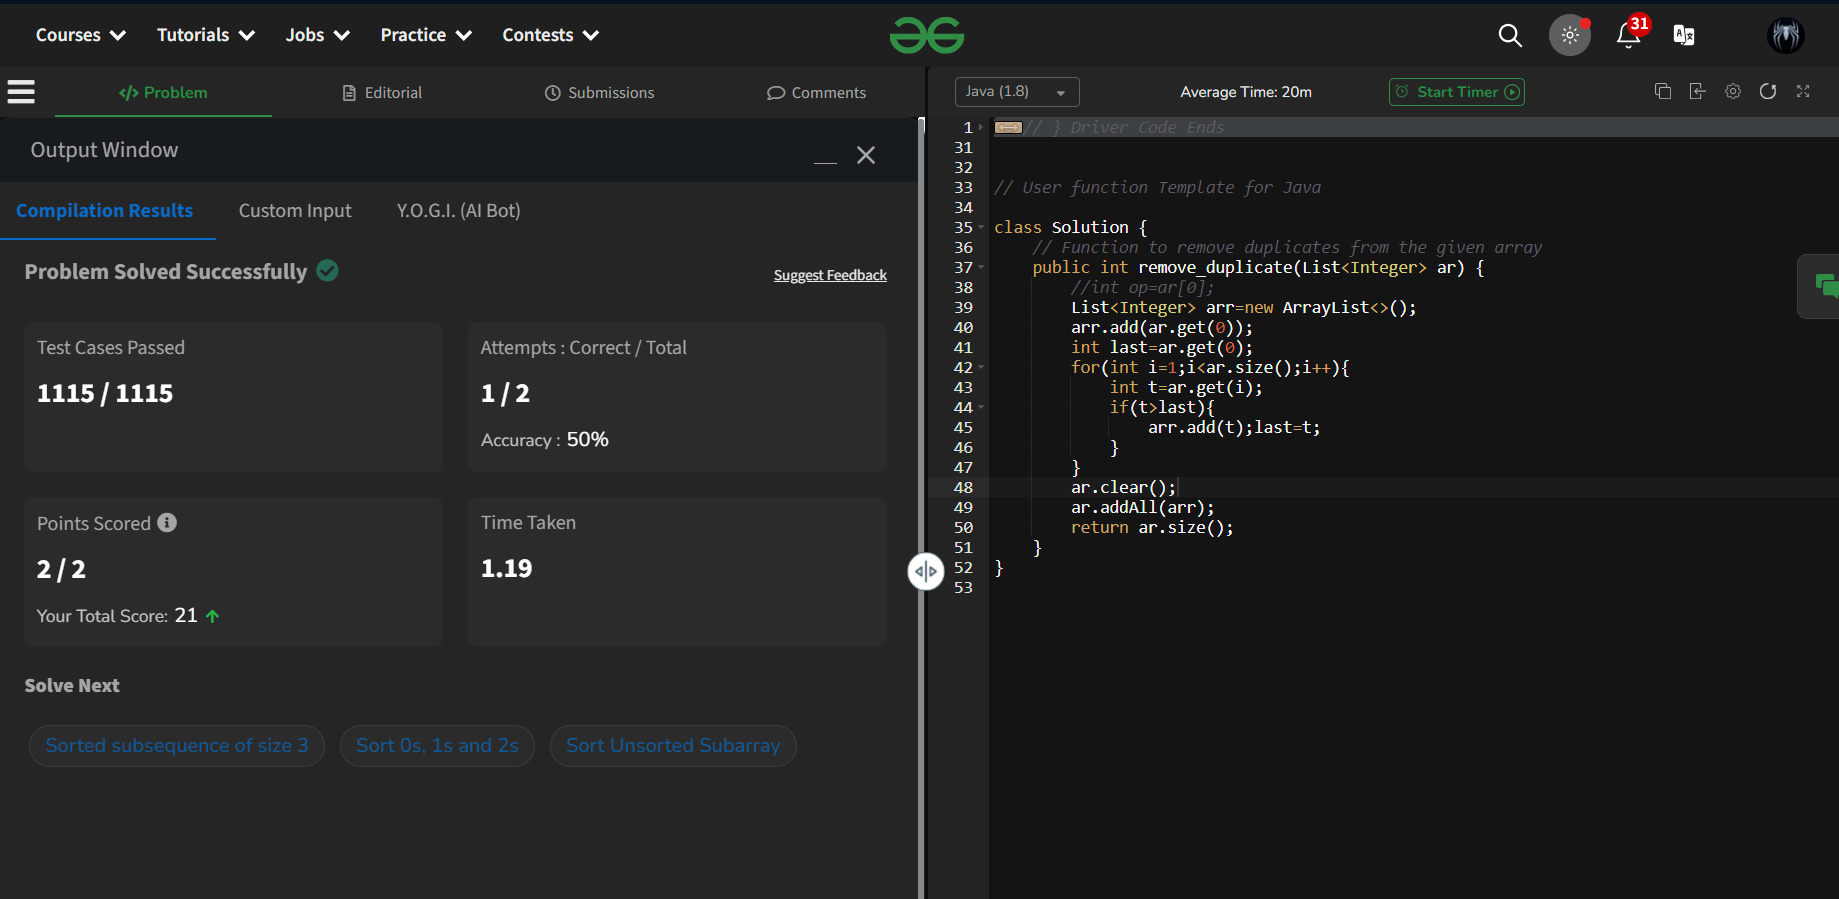 Courses Tutorials Jobs Practice Contests
31
Problem Editorial Submissions Comments
Output Window
Compilation Results Custom Input Y.O.G.I. (AI Bot)
Problem Solved Successfully
Suggest Feedback
Test Cases Passed
1115 / 1115
Attempts : Correct / Total
1 / 2
Accuracy : 50%
Points Scored
2 / 2
Your Total Score: 21
Time Taken
1.19
Solve Next
Sorted subsequence of size 3 Sort 0s, 1s and 2s Sort Unsorted Subarray
Java (1.8) Average Time: 20m Start Timer
1 // } Driver Code Ends
31
32
33 // User function Template for Java
34
35 class Solution {
36 // Function to remove duplicates from the given array
37 public int remove_duplicate(List<Integer> ar) {
38 //int op=ar[0];
39 List<Integer> arr=new ArrayList<>();
40 arr.add(ar.get(0));
41 int last=ar.get(0);
42 for(int i=1;i<ar.size();i++){
43 int t=ar.get(i);
44 if(t>last){
45 arr.add(t);last=t;
46 }
47 }
48 ar.clear();
49 ar.addAll(arr);
50 return ar.size();
51 }
52 }
53